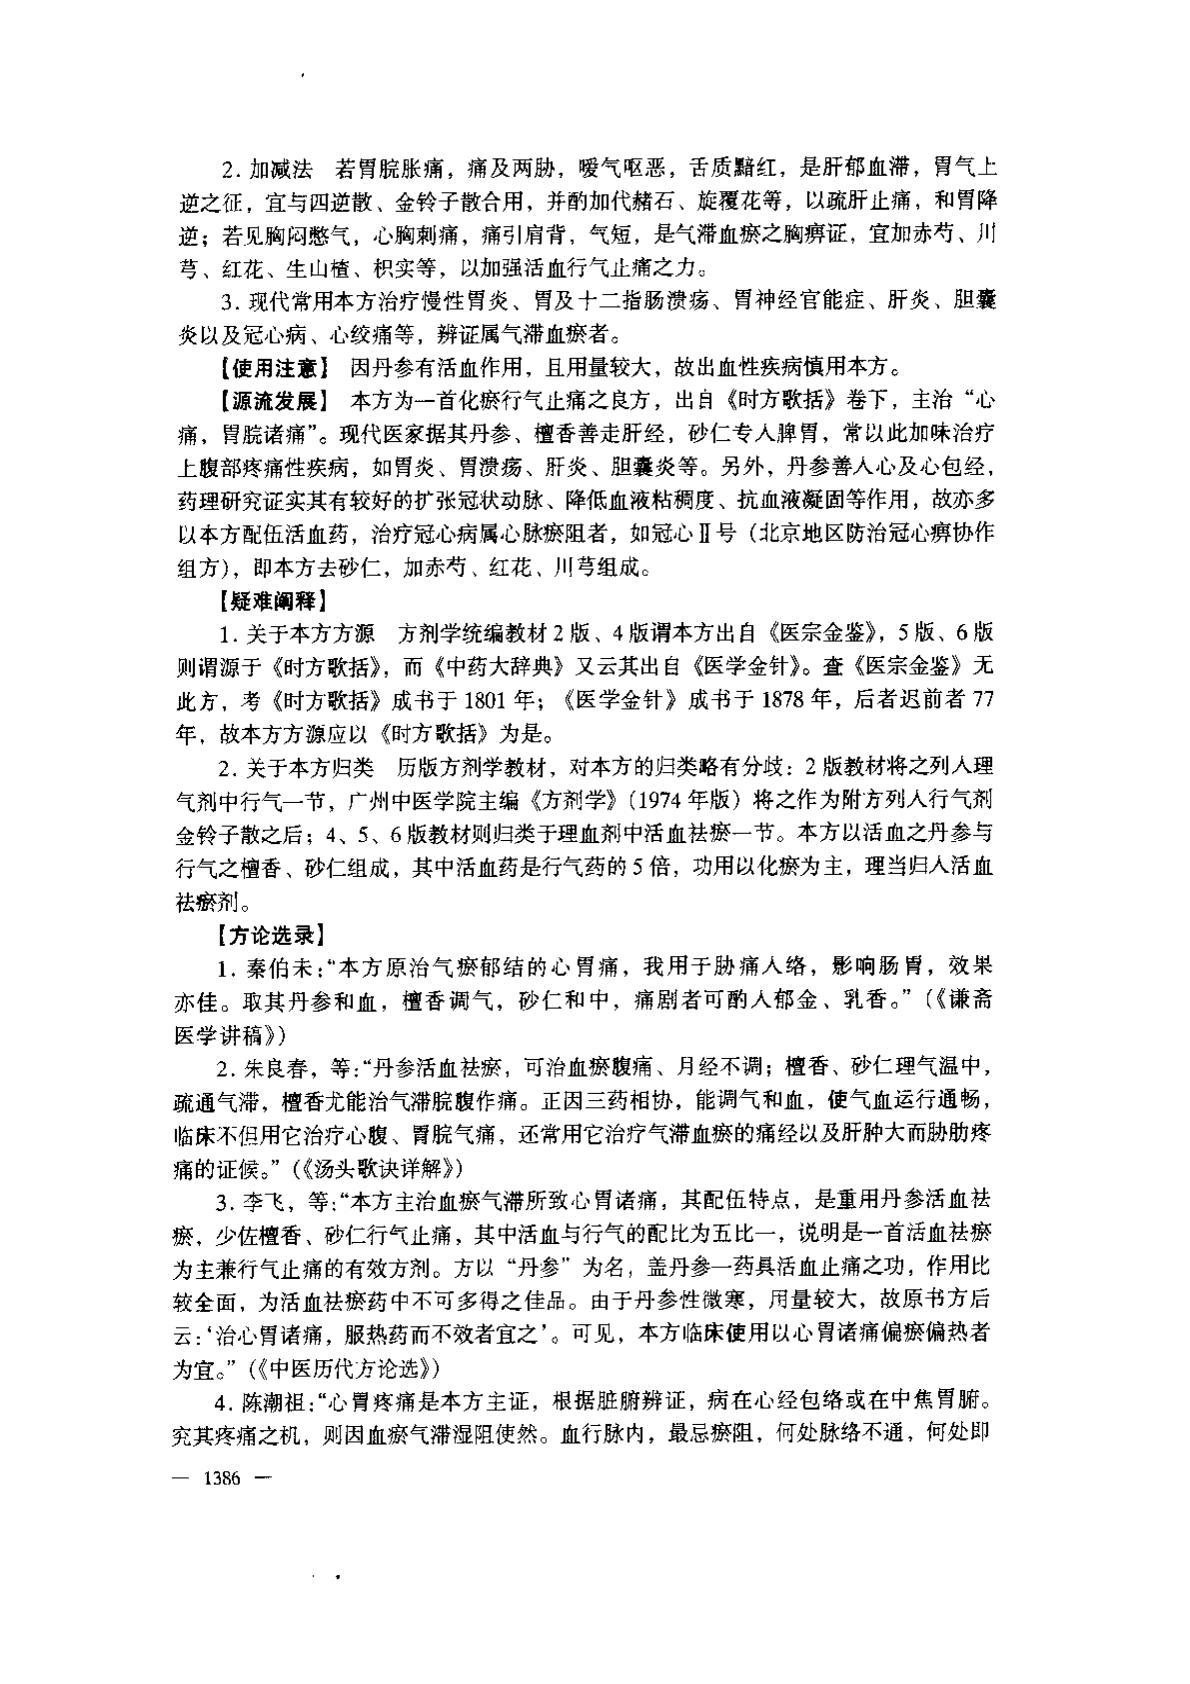 2. 加减法　若胃脘胀痛，痛及两胁，嗳气呕恶，舌质黯红，是肝郁血滞，胃气上
逆之征，宜与四逆散、金铃子散合用，并酌加代赭石、旋覆花等，以疏肝止痛，和胃降
逆；若见胸闷憋气，心胸刺痛，痛引肩背，气短，是气滞血瘀之胸痹证，宜加赤芍、川
芎、红花、生山楂、枳实等，以加强活血行气止痛之力。
3. 现代常用本方治疗慢性胃炎、胃及十二指肠溃疡、胃神经官能症、肝炎、胆囊
炎以及冠心病、心绞痛等，辨证属气滞血瘀者。
【使用注意】　因丹参有活血作用，且用量较大，故出血性疾病慎用本方。
【源流发展】　本方为一首化瘀行气止痛之良方，出自《时方歌括》卷下，主治“心
痛，胃脘诸痛”。现代医家据其丹参、檀香善走肝经，砂仁专入脾胃，常以此加味治疗
上腹部疼痛性疾病，如胃炎、胃溃疡、肝炎、胆囊炎等。另外，丹参善入心及心包经，
药理研究证实其有较好的扩张冠状动脉、降低血液粘稠度、抗血液凝固等作用，故亦多
以本方配伍活血药，治疗冠心病属心脉瘀阻者，如冠心Ⅱ号（北京地区防治冠心病协作
组方），即本方去砂仁，加赤芍、红花、川芎组成。
【疑难阐释】
1. 关于本方方源　方剂学统编教材 2 版、4 版谓本方出自《医宗金鉴》，5 版、6 版
则谓源于《时方歌括》，而《中药大辞典》又云其出自《医学金针》。查《医宗金鉴》无
此方，考《时方歌括》成书于 1801 年；《医学金针》成书于 1878 年，后者迟前者 77
年，故本方方源应以《时方歌括》为是。
2. 关于本方归类　历版方剂学教材，对本方的归类略有分歧：2 版教材将之列入理
气剂中行气一节，广州中医学院主编《方剂学》（1974 年版）将之作为附方列入行气剂
金铃子散之后；4、5、6 版教材则归类于理血剂中活血祛瘀一节。本方以活血之丹参与
行气之檀香、砂仁组成，其中活血药是行气药的 5 倍，功用以化瘀为主，理当归入活血
祛瘀剂。
【方论选录】
1. 秦伯未：“本方原治气瘀郁结的心胃痛，我用于胁痛入络，影响肠胃，效果
亦佳。取其丹参和血，檀香调气，砂仁和中，痛剧者可酌入郁金、乳香。”（《谦斋
医学讲稿》）
2. 朱良春，等：“丹参活血祛瘀，可治血瘀腹痛、月经不调；檀香、砂仁理气温中，
疏通气滞，檀香尤能治气滞脘腹作痛。正因三药相协，能调气和血，使气血运行通畅，
临床不但用它治疗心腹、胃脘气痛，还常用它治疗气滞血瘀的痛经以及肝肿大而胁肋疼
痛的证候。”（《汤头歌诀详解》）
3. 李飞，等：“本方主治血瘀气滞所致心胃诸痛，其配伍特点，是重用丹参活血祛
瘀，少佐檀香、砂仁行气止痛，其中活血与行气的配比为五比一，说明是一首活血祛瘀
为主兼行气止痛的有效方剂。方以“丹参”为名，盖丹参一药具活血止痛之功，作用比
较全面，为活血祛瘀药中不可多得之佳品。由于丹参性微寒，用量较大，故原书方后
云：‘治心胃诸痛，服热药而不效者宜之’。可见，本方临床使用以心胃诸痛偏瘀偏热者
为宜。”（《中医历代方论选》）
4. 陈潮祖：“心胃疼痛是本方主证，根据脏腑辨证，病在心经包络或在中焦胃腑。
究其疼痛之机，则因血瘀气滞湿阻使然。血行脉内，最忌瘀阻，何处脉络不通，何处即
— 1386 —